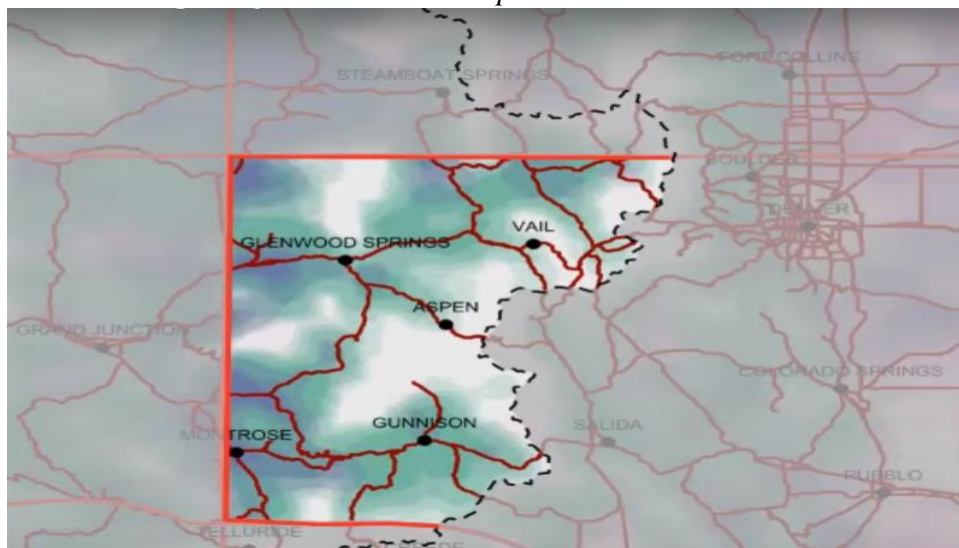 FORT COLLINS
STEAMBOAT SPRINGS
BOULDER
DENVER
VAIL
GLENWOOD SPRINGS
ASPEN
GRAND JUNCTION
COLORADO SPRINGS
GUNNISON
SALIDA
MONTROSE
PUEBLO
TELLURIDE